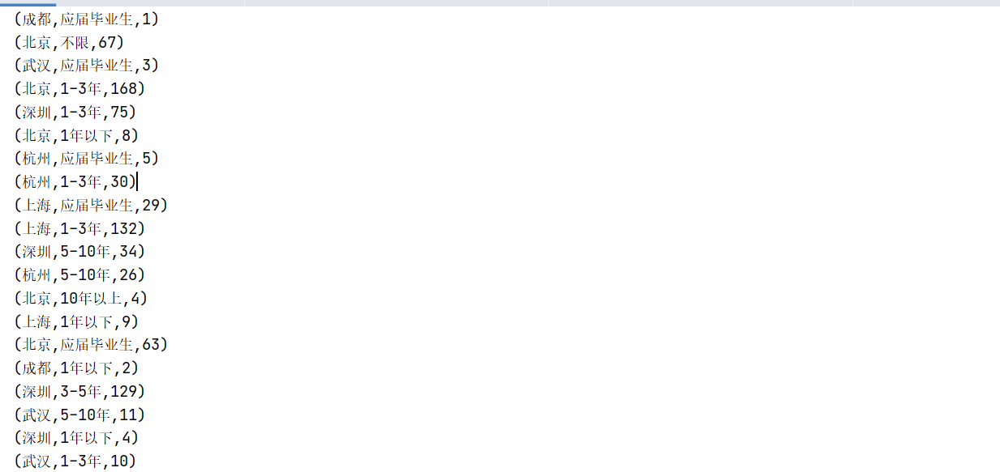 (成都,应届毕业生,1)
(北京,不限,67)
(武汉,应届毕业生,3)
(北京,1-3年,168)
(深圳,1-3年,75)
(北京,1年以下,8)
(杭州,应届毕业生,5)
(杭州,1-3年,30)
(上海,应届毕业生,29)
(上海,1-3年,132)
(深圳,5-10年,34)
(杭州,5-10年,26)
(北京,10年以上,4)
(上海,1年以下,9)
(北京,应届毕业生,63)
(成都,1年以下,2)
(深圳,3-5年,129)
(武汉,5-10年,11)
(深圳,1年以下,4)
(武汉,1-3年,10)